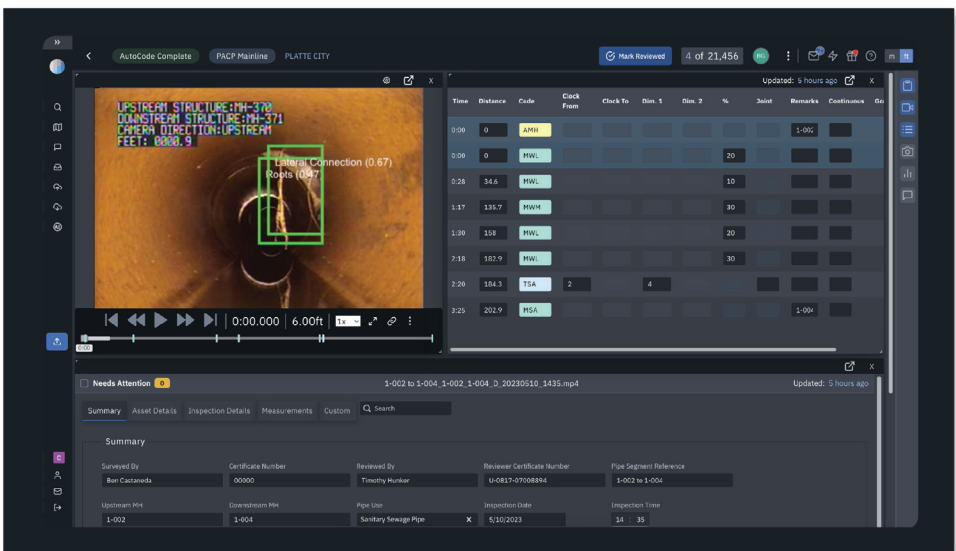 AutoCode Complete PACP Mainline PLATTE CITY Mark Reviewed 4 of 21,456 BG m ft
X
UPSTREAM STRUCTURE:MH-370
DOWNSTREAM STRUCTURE:MH-371
CAMERA DIRECTION:UPSTREAM
FEET: 0000.9
Lateral Connection (0.67)
Roots (0.47
0:00.000 6.00ft 1x
0:00
Updated: 5 hours ago X
Time Distance Code Clock From Clock To Dim. 1 Dim. 2 % Joint Remarks Continuous
0:00 0 AMH 1-002
0:00 0 MWL 20
0:28 34.6 MWL 10
1:17 135.7 MWM 30
1:30 158 MWL 20
2:18 182.9 MWL 30
2:20 184.3 TSA 2 4
3:25 202.9 MSA 1-004
X
Needs Attention 0 1-002 to 1-004_1-002_1-004_D_20230510_1435.mp4 Updated: 5 hours ago
Summary Asset Details Inspection Details Measurements Custom Search
Summary
Surveyed By Certificate Number Reviewed By Reviewer Certificate Number Pipe Segment Reference
Ben Castaneda 00000 Timothy Hunker U-0817-07008894 1-002 to 1-004
Upstream MH Downstream MH Pipe Use Inspection Date Inspection Time
1-002 1-004 Sanitary Sewage Pipe X 5/10/2023 14 : 35
C
AI